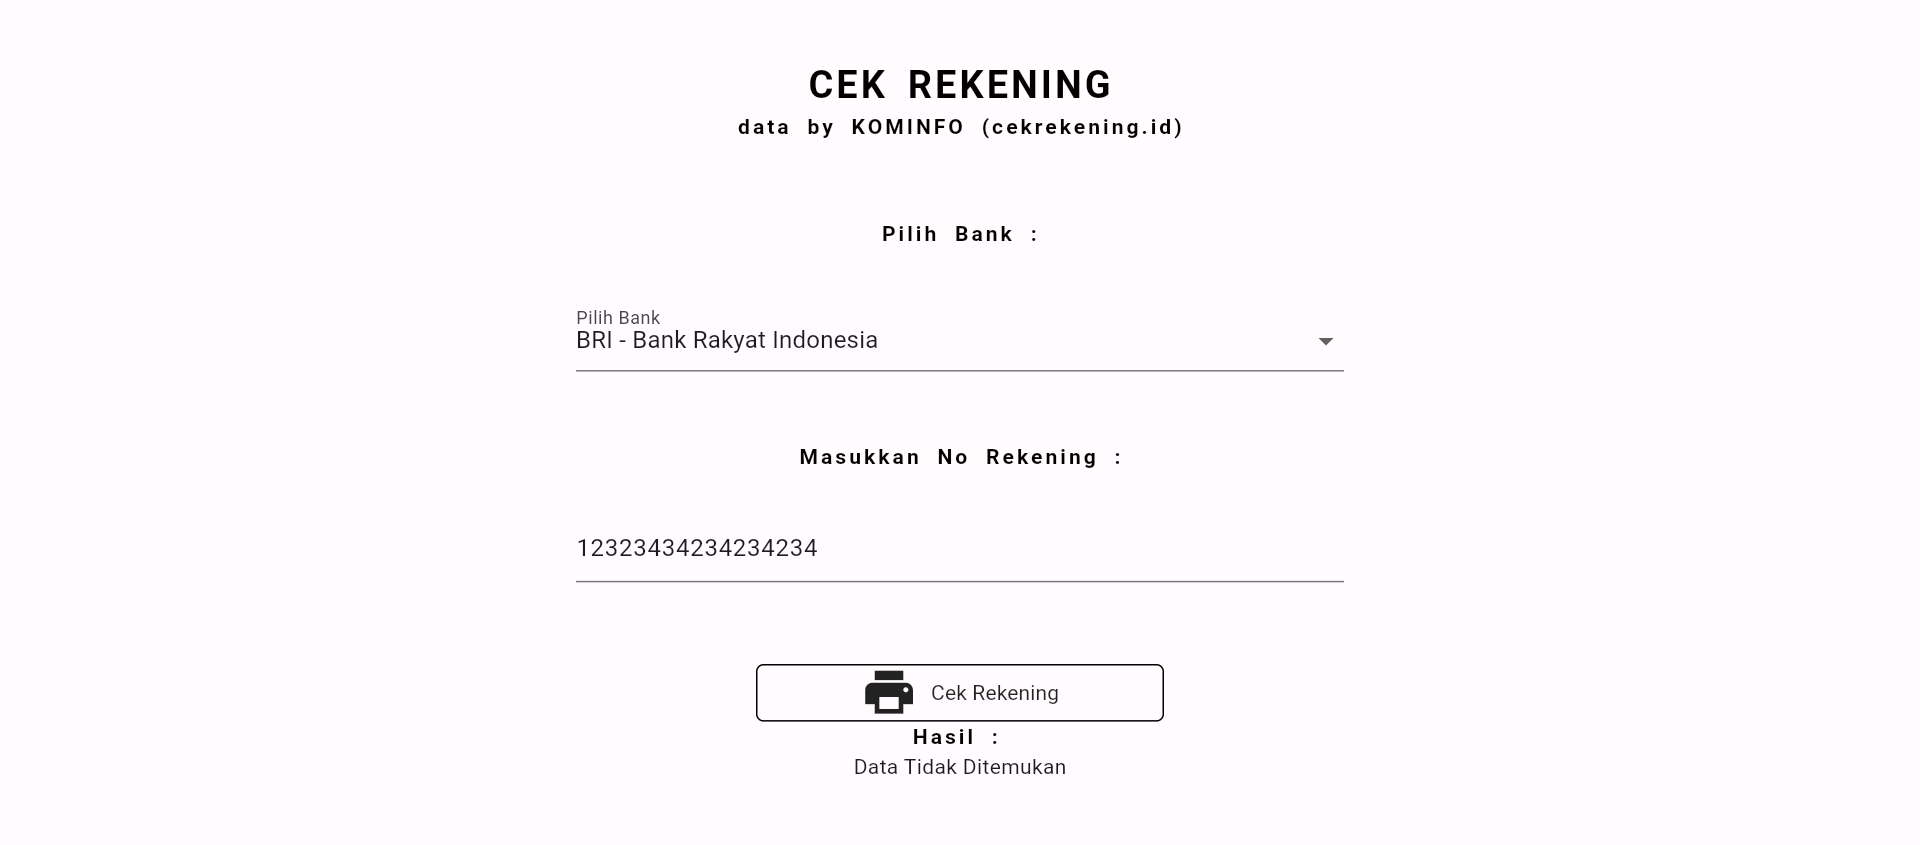 CEK REKENING
data by KOMINFO (cekrekening.id)
Pilih Bank :
Pilih Bank
BRI - Bank Rakyat Indonesia
Masukkan No Rekening :
12323434234234234
Cek Rekening
Hasil :
Data Tidak Ditemukan